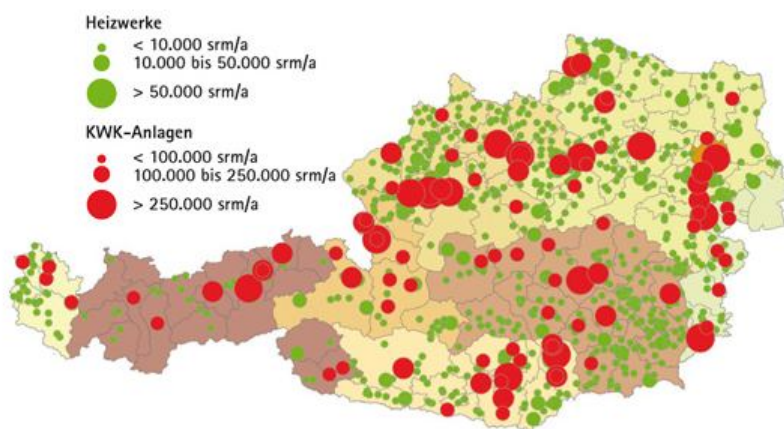 Heizwerke
< 10.000 srm/a
10.000 bis 50.000 srm/a
> 50.000 srm/a
KWK-Anlagen
< 100.000 srm/a
100.000 bis 250.000 srm/a
> 250.000 srm/a